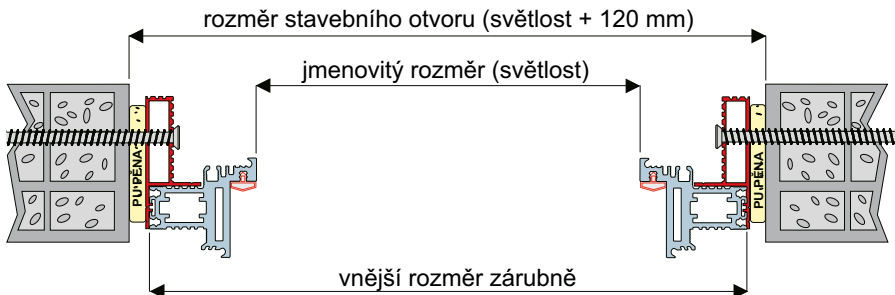 rozměr stavebního otvoru (světlost + 120 mm)
jmenovitý rozměr (světlost)
PU PĚNA
PU PĚNA
vnější rozměr zárubně